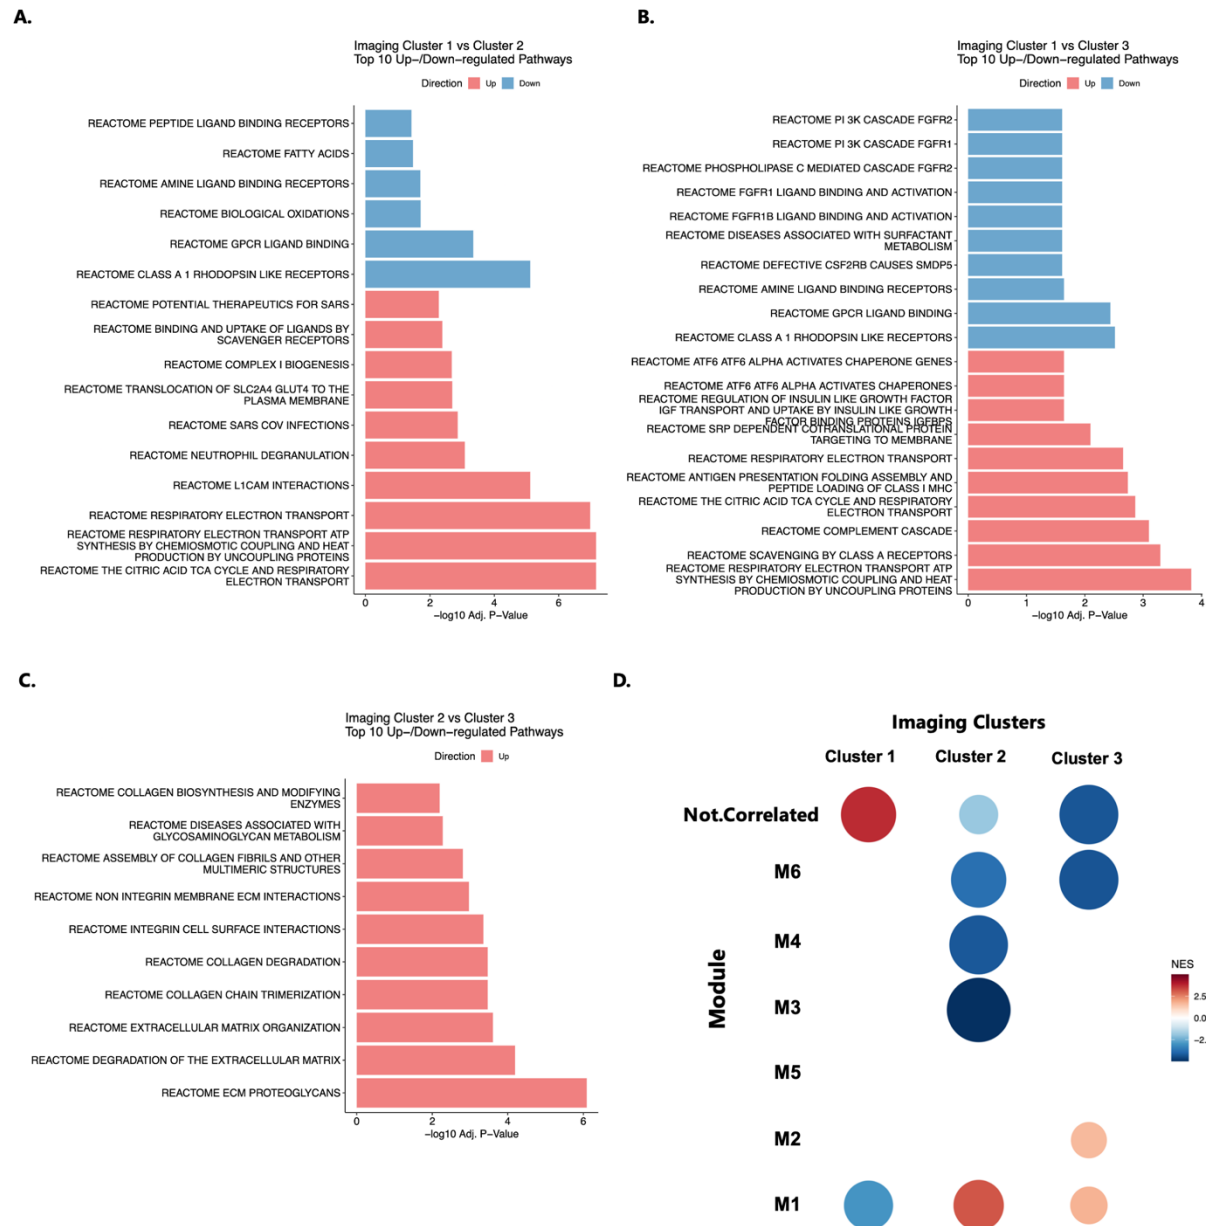 A.
Imaging Cluster 1 vs Cluster 2
Top 10 Up-/Down-regulated Pathways
Direction Up Down
REACTOME PEPTIDE LIGAND BINDING RECEPTORS
REACTOME FATTY ACIDS
REACTOME AMINE LIGAND BINDING RECEPTORS
REACTOME BIOLOGICAL OXIDATIONS
REACTOME GPCR LIGAND BINDING
REACTOME CLASS A 1 RHODOPSIN LIKE RECEPTORS
REACTOME POTENTIAL THERAPEUTICS FOR SARS
REACTOME BINDING AND UPTAKE OF LIGANDS BY
SCAVENGER RECEPTORS
REACTOME COMPLEX I BIOGENESIS
REACTOME TRANSLOCATION OF SLC2A4 GLUT4 TO THE
PLASMA MEMBRANE
REACTOME SARS COV INFECTIONS
REACTOME NEUTROPHIL DEGRANULATION
REACTOME L1CAM INTERACTIONS
REACTOME RESPIRATORY ELECTRON TRANSPORT
REACTOME RESPIRATORY ELECTRON TRANSPORT ATP
SYNTHESIS BY CHEMIOSMOTIC COUPLING AND HEAT
PRODUCTION BY UNCOUPLING PROTEINS
REACTOME THE CITRIC ACID TCA CYCLE AND RESPIRATORY
ELECTRON TRANSPORT
0 2 4 6
-log10 Adj. P-Value
B.
Imaging Cluster 1 vs Cluster 3
Top 10 Up-/Down-regulated Pathways
Direction Up Down
REACTOME PI 3K CASCADE FGFR2
REACTOME PI 3K CASCADE FGFR1
REACTOME PHOSPHOLIPASE C MEDIATED CASCADE FGFR2
REACTOME FGFR1 LIGAND BINDING AND ACTIVATION
REACTOME FGFR1B LIGAND BINDING AND ACTIVATION
REACTOME DISEASES ASSOCIATED WITH SURFACTANT
METABOLISM
REACTOME DEFECTIVE CSF2RB CAUSES SMDP5
REACTOME AMINE LIGAND BINDING RECEPTORS
REACTOME GPCR LIGAND BINDING
REACTOME CLASS A 1 RHODOPSIN LIKE RECEPTORS
REACTOME ATF6 ATF6 ALPHA ACTIVATES CHAPERONE GENES
REACTOME ATF6 ATF6 ALPHA ACTIVATES CHAPERONES
REACTOME REGULATION OF INSULIN LIKE GROWTH FACTOR
IGF TRANSPORT AND UPTAKE BY INSULIN LIKE GROWTH
FACTOR BINDING PROTEINS IGFBPS
REACTOME SRP DEPENDENT COTRANSLATIONAL PROTEIN
TARGETING TO MEMBRANE
REACTOME RESPIRATORY ELECTRON TRANSPORT
REACTOME ANTIGEN PRESENTATION FOLDING ASSEMBLY AND
PEPTIDE LOADING OF CLASS I MHC
REACTOME THE CITRIC ACID TCA CYCLE AND RESPIRATORY
ELECTRON TRANSPORT
REACTOME COMPLEMENT CASCADE
REACTOME SCAVENGING BY CLASS A RECEPTORS
REACTOME RESPIRATORY ELECTRON TRANSPORT ATP
SYNTHESIS BY CHEMIOSMOTIC COUPLING AND HEAT
PRODUCTION BY UNCOUPLING PROTEINS
0 1 2 3 4
-log10 Adj. P-Value
C.
Imaging Cluster 2 vs Cluster 3
Top 10 Up-/Down-regulated Pathways
Direction Up
REACTOME COLLAGEN BIOSYNTHESIS AND MODIFYING
ENZYMES
REACTOME DISEASES ASSOCIATED WITH
GLYCOSAMINOGLYCAN METABOLISM
REACTOME ASSEMBLY OF COLLAGEN FIBRILS AND OTHER
MULTIMERIC STRUCTURES
REACTOME NON INTEGRIN MEMBRANE ECM INTERACTIONS
REACTOME INTEGRIN CELL SURFACE INTERACTIONS
REACTOME COLLAGEN DEGRADATION
REACTOME COLLAGEN CHAIN TRIMERIZATION
REACTOME EXTRACELLULAR MATRIX ORGANIZATION
REACTOME DEGRADATION OF THE EXTRACELLULAR MATRIX
REACTOME ECM PROTEOGLYCANS
0 2 4 6
-log10 Adj. P-Value
D.
Imaging Clusters
Cluster 1 Cluster 2 Cluster 3
Not.Correlated
M6
M4
M3
M5
M2
M1
Module
NES
2.5
0.0
-2.